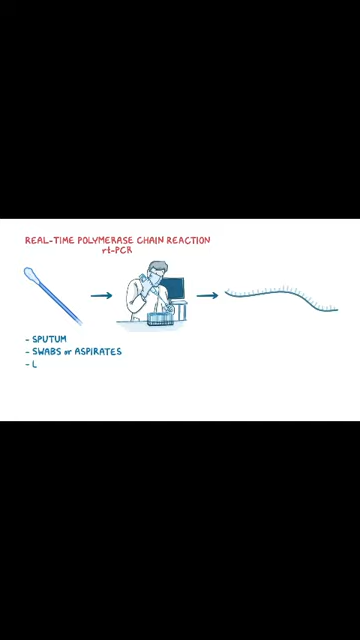 REAL-TIME POLYMERASE CHAIN REACTION
rt-PCR
- SPUTUM
- SWABS or ASPIRATES
- L